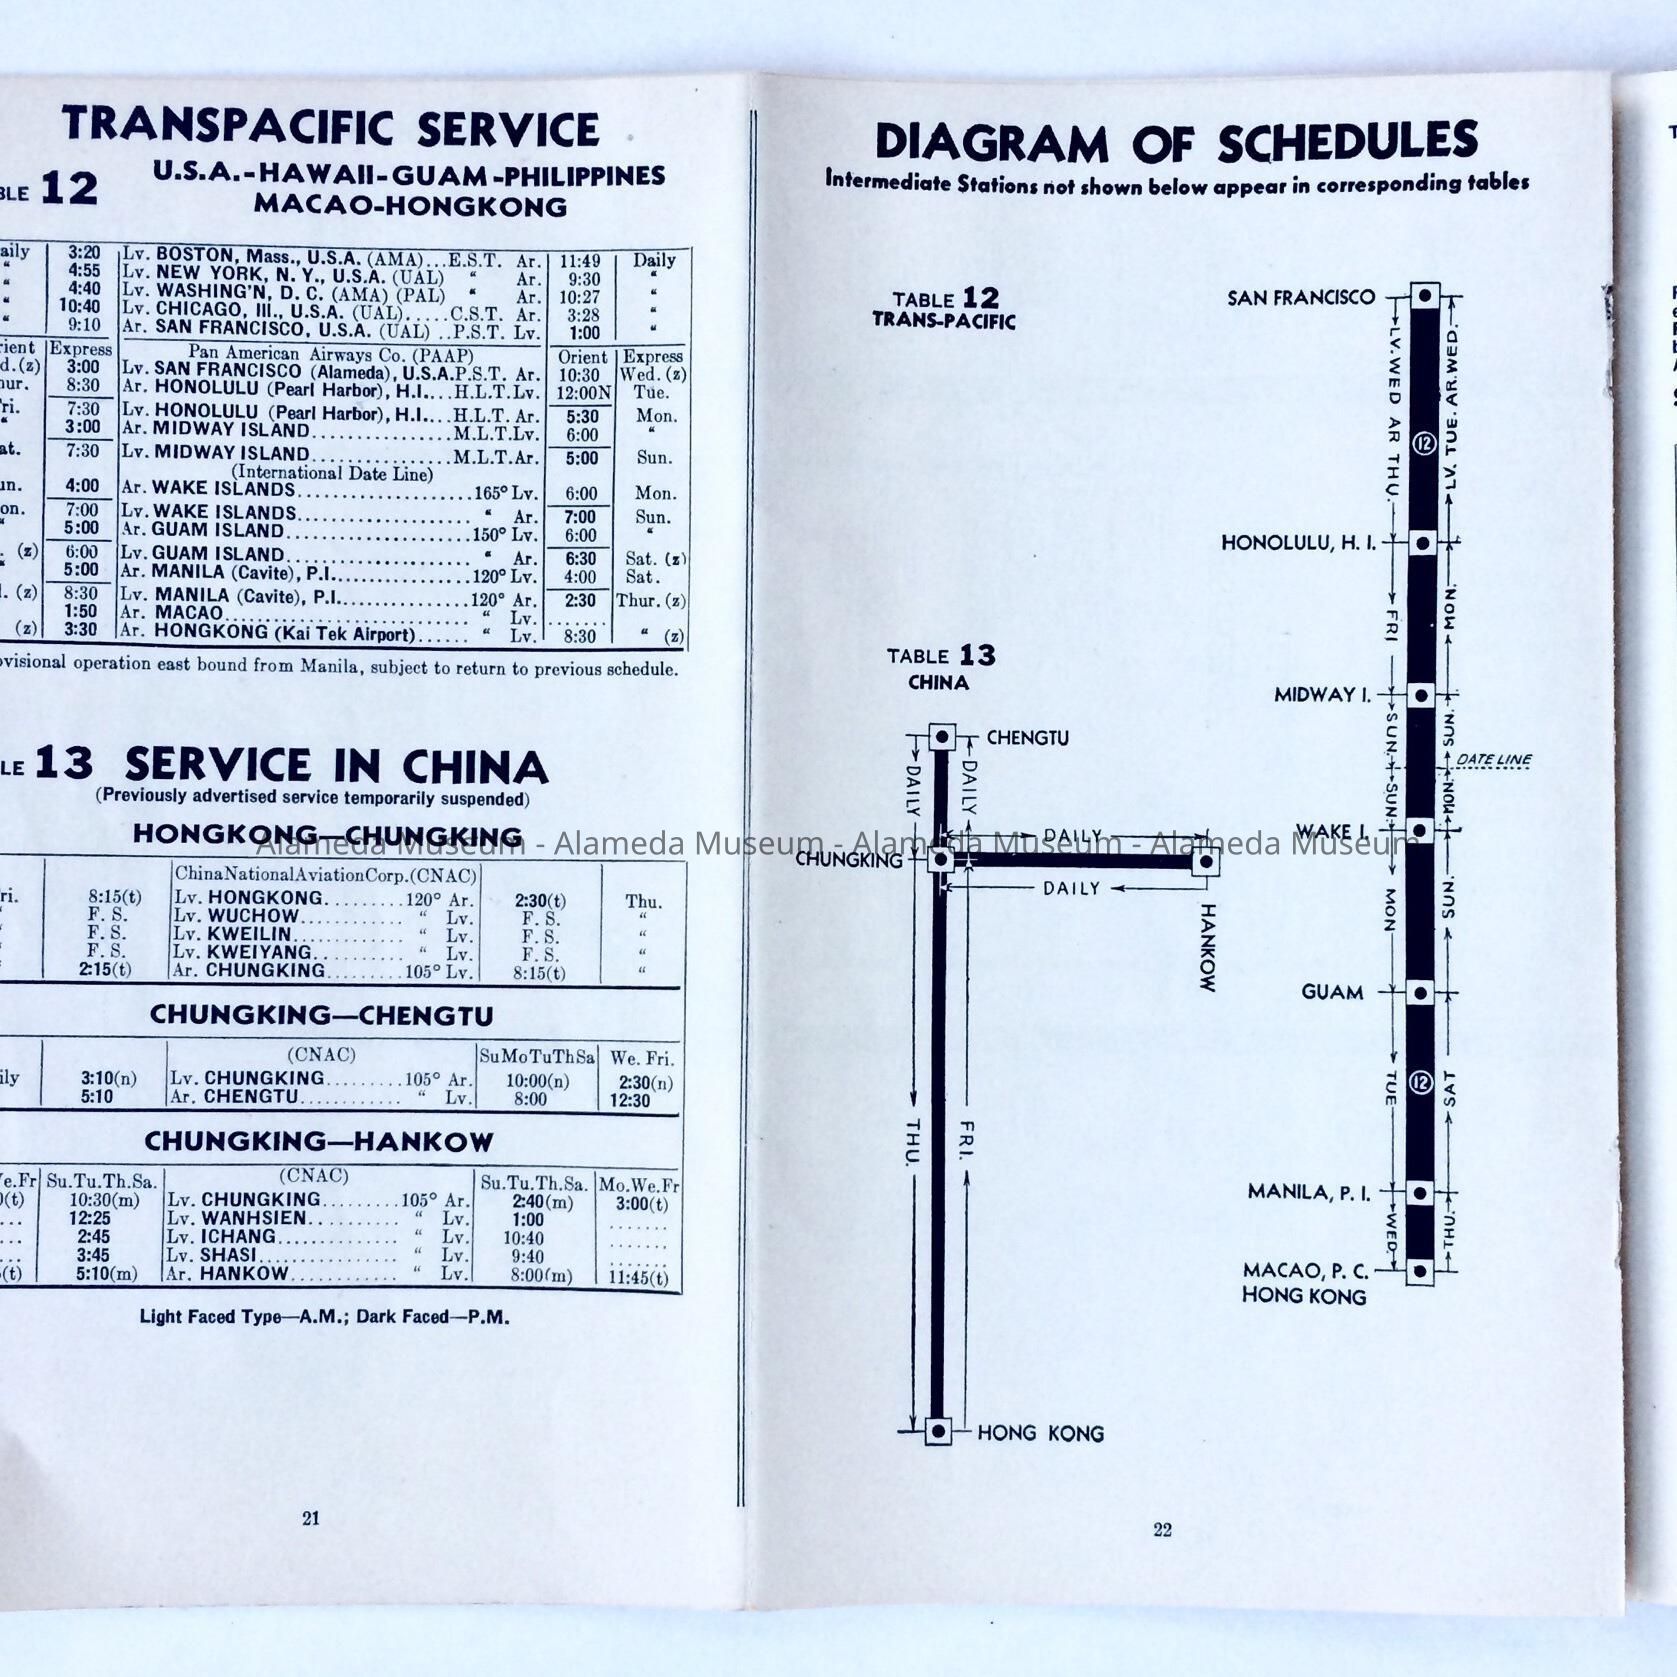 TRANSPACIFIC SERVICE
12 U.S.A.-HAWAII-GUAM-PHILIPPINES
MACAO-HONGKONG
3:20 Lv. BOSTON, Mass., U.S.A. (AMA)...E.S.T. Ar. 11:49 Daily
" 4:55 Lv. NEW YORK, N. Y., U.S.A. (UAL) " Ar. 9:30 "
" 4:40 Lv. WASHING'N, D. C. (AMA) (PAL) " Ar. 10:27 "
" 10:40 Lv. CHICAGO, Ill., U.S.A. (UAL).....C.S.T. Ar. 3:28 "
" 9:10 Ar. SAN FRANCISCO, U.S.A. (UAL) ..P.S.T. Lv. 1:00 "
Express Pan American Airways Co. (PAAP) Orient Express
(z) 3:00 Lv. SAN FRANCISCO (Alameda), U.S.A.P.S.T. Ar. 10:30 Wed. (z)
8:30 Ar. HONOLULU (Pearl Harbor), H.I....H.L.T.Lv. 12:00N Tue.
7:30 Lv. HONOLULU (Pearl Harbor), H.I....H.L.T. Ar. 5:30 Mon.
" 3:00 Ar. MIDWAY ISLAND................M.L.T.Lv. 6:00 "
7:30 Lv. MIDWAY ISLAND................M.L.T.Ar. 5:00 Sun.
(International Date Line)
4:00 Ar. WAKE ISLANDS....................165° Lv. 6:00 Mon.
7:00 Lv. WAKE ISLANDS.................... " Ar. 7:00 Sun.
" 5:00 Ar. GUAM ISLAND.....................150° Lv. 6:00 "
(z) 6:00 Lv. GUAM ISLAND..................... " Ar. 6:30 Sat. (z)
5:00 Ar. MANILA (Cavite), P.I................120° Lv. 4:00 Sat.
(z) 8:30 Lv. MANILA (Cavite), P.I...............120° Ar. 2:30 Thur. (z)
1:50 Ar. MACAO............................. " Lv. .......
(z) 3:30 Ar. HONGKONG (Kai Tek Airport)...... " Lv. 8:30 " (z)
operation east bound from Manila, subject to return to previous schedule.
13 SERVICE IN CHINA
(Previously advertised service temporarily suspended)
HONGKONG—CHUNGKING
ChinaNationalAviationCorp.(CNAC)
8:15(t) Lv. HONGKONG.........120° Ar. 2:30(t) Thu.
F. S. Lv. WUCHOW............ " Lv. F. S. "
F. S. Lv. KWEILIN............ " Lv. F. S. "
F. S. Lv. KWEIYANG.......... " Lv. F. S. "
2:15(t) Ar. CHUNGKING.........105° Lv. 8:15(t) "
CHUNGKING—CHENGTU
(CNAC) SuMoTuThSa We. Fri.
3:10(n) Lv. CHUNGKING.........105° Ar. 10:00(n) 2:30(n)
5:10 Ar. CHENGTU............ " Lv. 8:00 12:30
CHUNGKING—HANKOW
Su.Tu.Th.Sa. (CNAC) Su.Tu.Th.Sa. Mo.We.Fr
(t) 10:30(m) Lv. CHUNGKING.........105° Ar. 2:40(m) 3:00(t)
... 12:25 Lv. WANHSIEN.......... " Lv. 1:00 .......
... 2:45 Lv. ICHANG.............. " Lv. 10:40 .......
... 3:45 Lv. SHASI................ " Lv. 9:40 .......
(t) 5:10(m) Ar. HANKOW............ " Lv. 8:00(m) 11:45(t)
Light Faced Type—A.M.; Dark Faced—P.M.
21
DIAGRAM OF SCHEDULES
Intermediate Stations not shown below appear in corresponding tables
TABLE 12
TRANS-PACIFIC
SAN FRANCISCO
LV. WED AR THU.
LV. TUE. AR. WED.
12
HONOLULU, H. I.
FRI
MON.
MIDWAY I.
SUN.
SUN.
DATE LINE
SUN
MON.
WAKE I.
MON
SUN.
GUAM
TUE
12
SAT
MANILA, P. I.
WED.
THU.
MACAO, P. C.
HONG KONG
TABLE 13
CHINA
CHENGTU
DAILY
DAILY
DAILY
CHUNGKING
DAILY
HANKOW
THU.
FRI.
HONG KONG
22
Alameda Museum - Alameda Museum - Alameda Museum - Alameda Museum